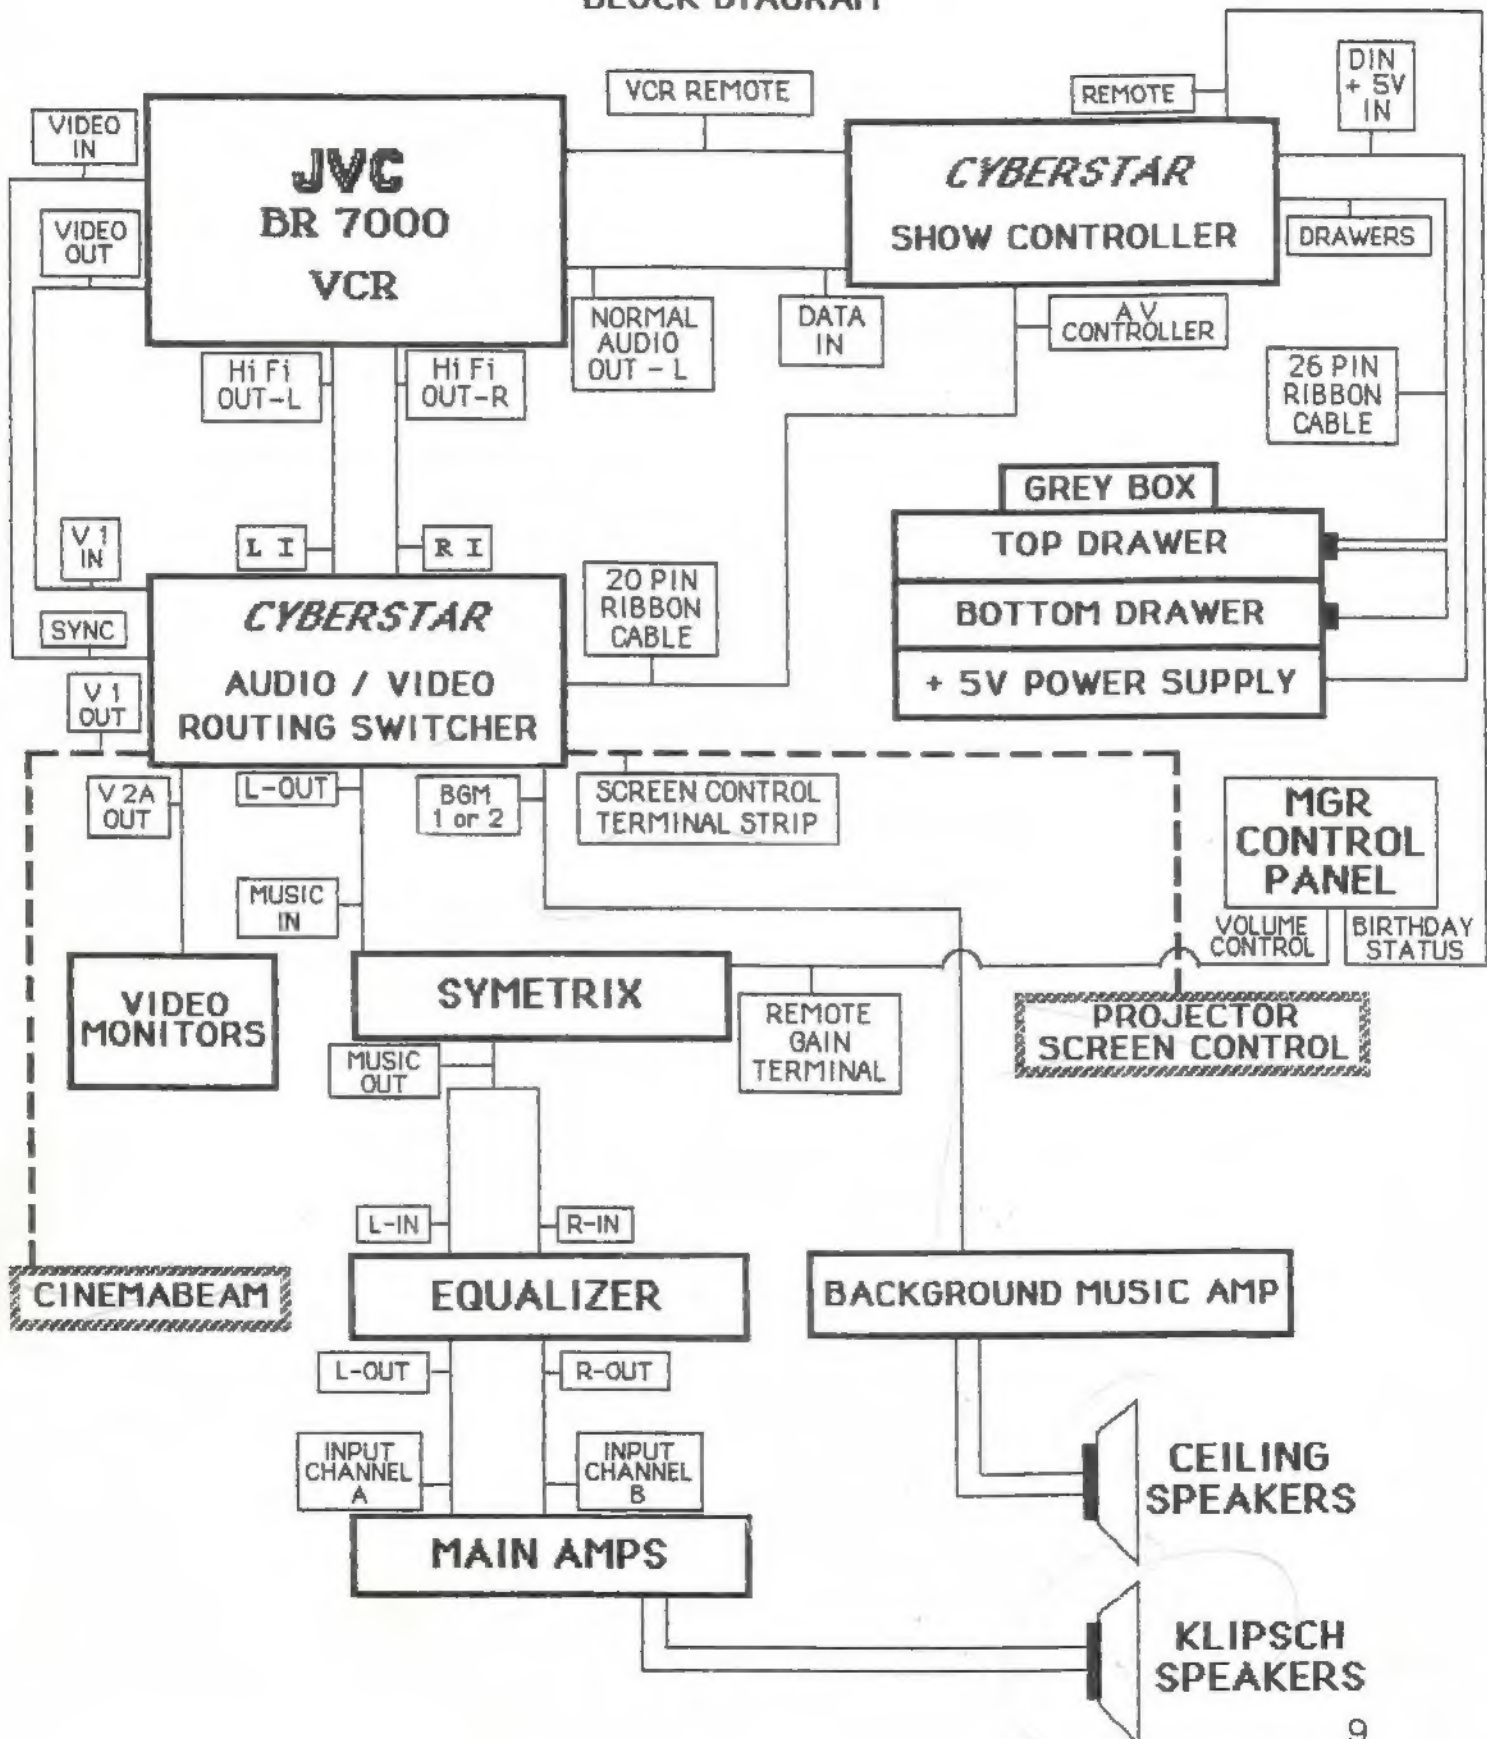 BLOCK DIAGRAM
VCR REMOTE
REMOTE
DIN
+ 5V
IN
VIDEO
IN
JVC
BR 7000
VCR
CYBERSTAR
SHOW CONTROLLER
VIDEO
OUT
DRAWERS
NORMAL
AUDIO
OUT - L
DATA
IN
A V
CONTROLLER
Hi Fi
OUT-L
Hi Fi
OUT-R
26 PIN
RIBBON
CABLE
GREY BOX
TOP DRAWER
BOTTOM DRAWER
+ 5V POWER SUPPLY
V 1
IN
L I
R I
20 PIN
RIBBON
CABLE
SYNC
CYBERSTAR
AUDIO / VIDEO
ROUTING SWITCHER
V 1
OUT
V 2A
OUT
L-OUT
BGM
1 or 2
SCREEN CONTROL
TERMINAL STRIP
MGR
CONTROL
PANEL
VOLUME
CONTROL
BIRTHDAY
STATUS
MUSIC
IN
VIDEO
MONITORS
SYMETRIX
REMOTE
GAIN
TERMINAL
PROJECTOR
SCREEN CONTROL
MUSIC
OUT
L-IN
R-IN
CINEMABEAM
EQUALIZER
BACKGROUND MUSIC AMP
L-OUT
R-OUT
INPUT
CHANNEL
A
INPUT
CHANNEL
B
CEILING
SPEAKERS
MAIN AMPS
KLIPSCH
SPEAKERS
9